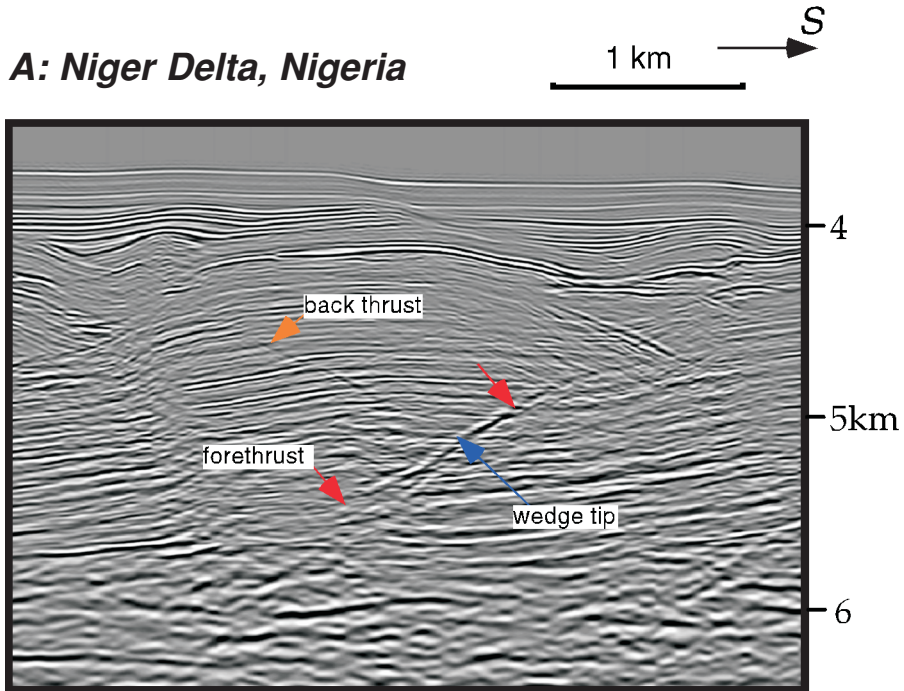 S
A: Niger Delta, Nigeria
1 km
4
back thrust
5km
forethrust
wedge tip
6